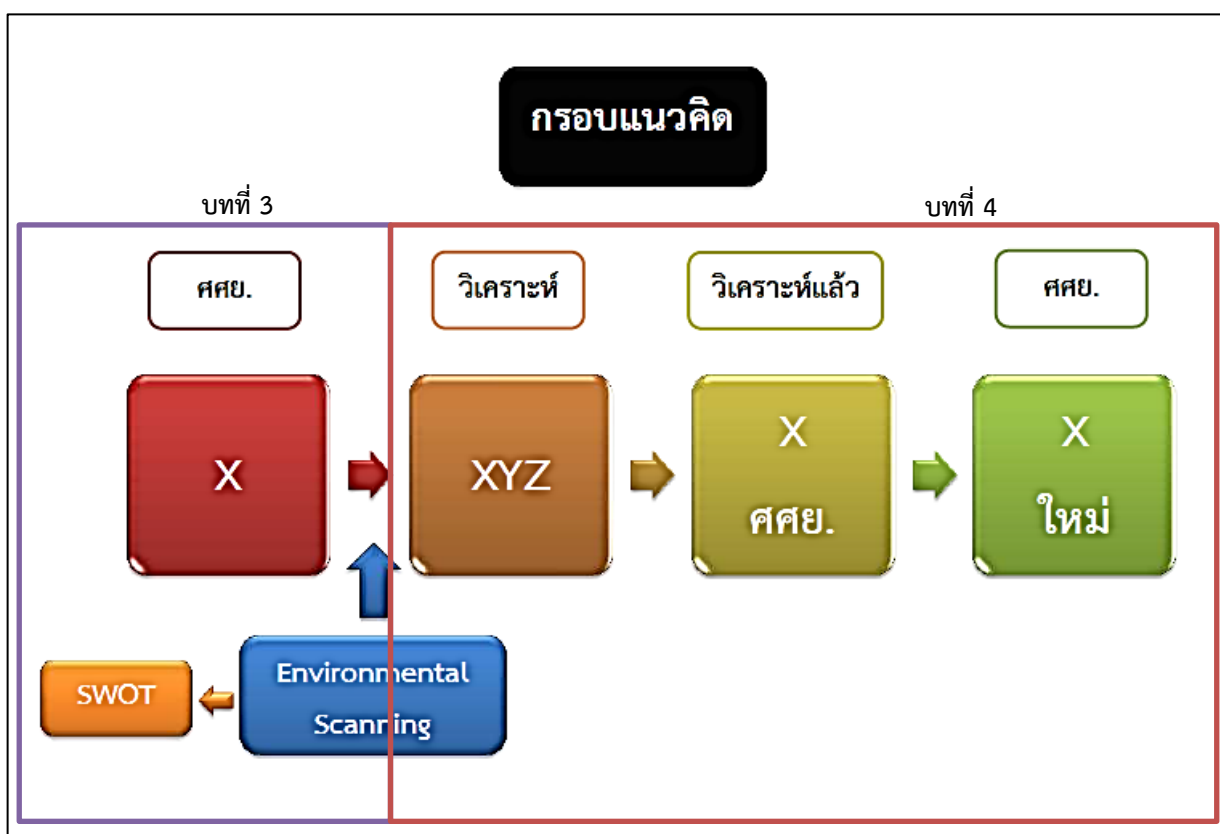 กรอบแนวคิด
บทที่ 3
บทที่ 4
ศศย.
วิเคราะห์
วิเคราะห์แล้ว
ศศย.
X
XYZ
X
ศศย.
X
ใหม่
SWOT
Environmental
Scanning